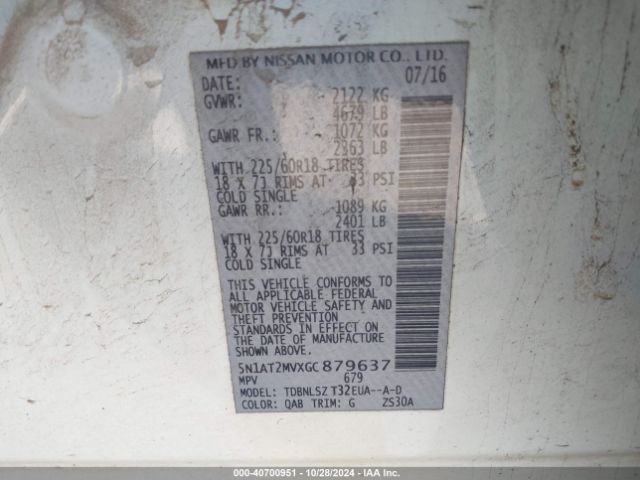 MFD BY NISSAN MOTOR CO., LTD.
DATE: 07/16
GVWR: 2122 KG
4679 LB
GAWR FR.: 1072 KG
2363 LB
WITH 225/60R18 TIRES
18 X 7J RIMS AT 33 PSI
COLD SINGLE
GAWR RR.: 1089 KG
2401 LB
WITH 225/60R18 TIRES
18 X 7J RIMS AT 33 PSI
COLD SINGLE
THIS VEHICLE CONFORMS TO
ALL APPLICABLE FEDERAL
MOTOR VEHICLE SAFETY AND
THEFT PREVENTION
STANDARDS IN EFFECT ON
THE DATE OF MANUFACTURE
SHOWN ABOVE.
5N1AT2MVXGC879637
MPV 679
MODEL: TDBNLSZ T32EUA--A-D
COLOR: QAB TRIM: G ZS30A
000-40700951 | 10/28/2024 - IAA Inc. |